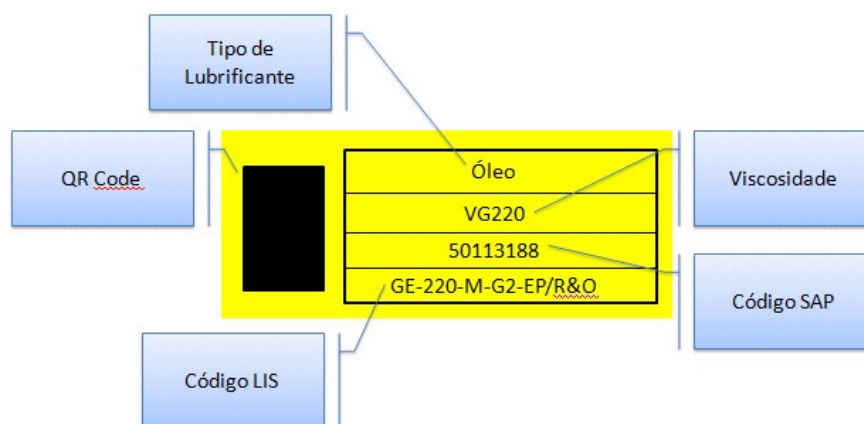 Tipo de
Lubrificante
QR Code
Óleo
VG220
50113188
GE-220-M-G2-EP/R&O
Viscosidade
Código SAP
Código LIS